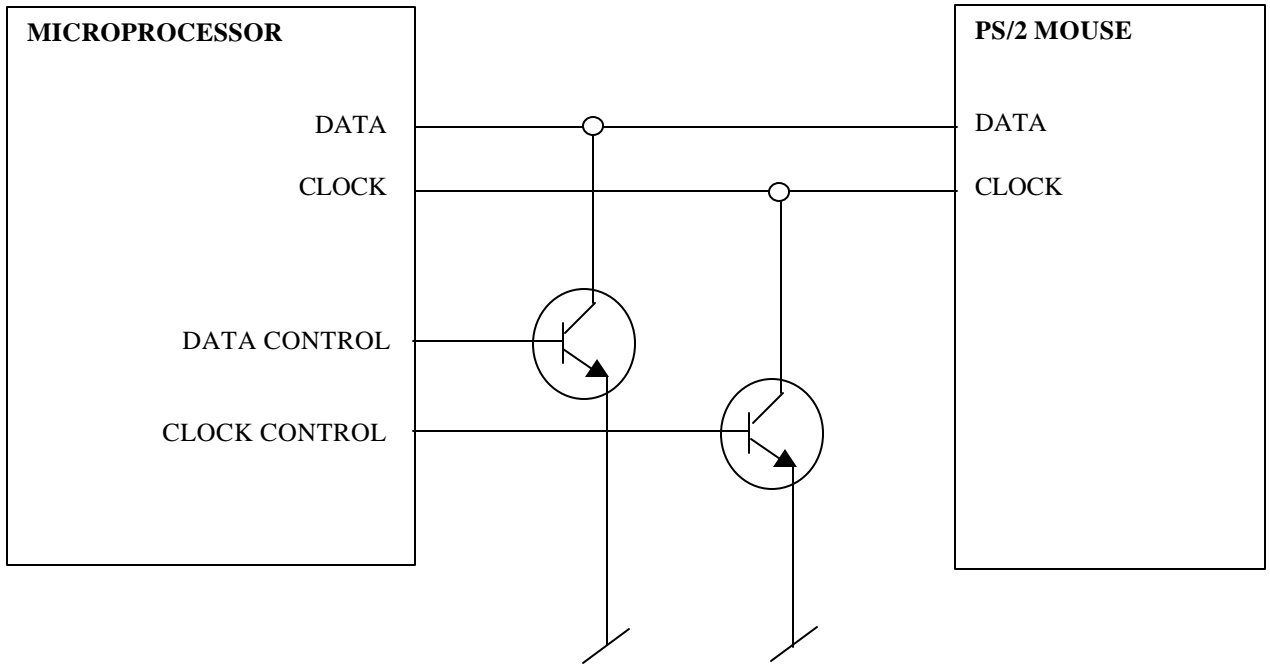 MICROPROCESSOR
DATA
CLOCK
DATA CONTROL
CLOCK CONTROL
PS/2 MOUSE
DATA
CLOCK